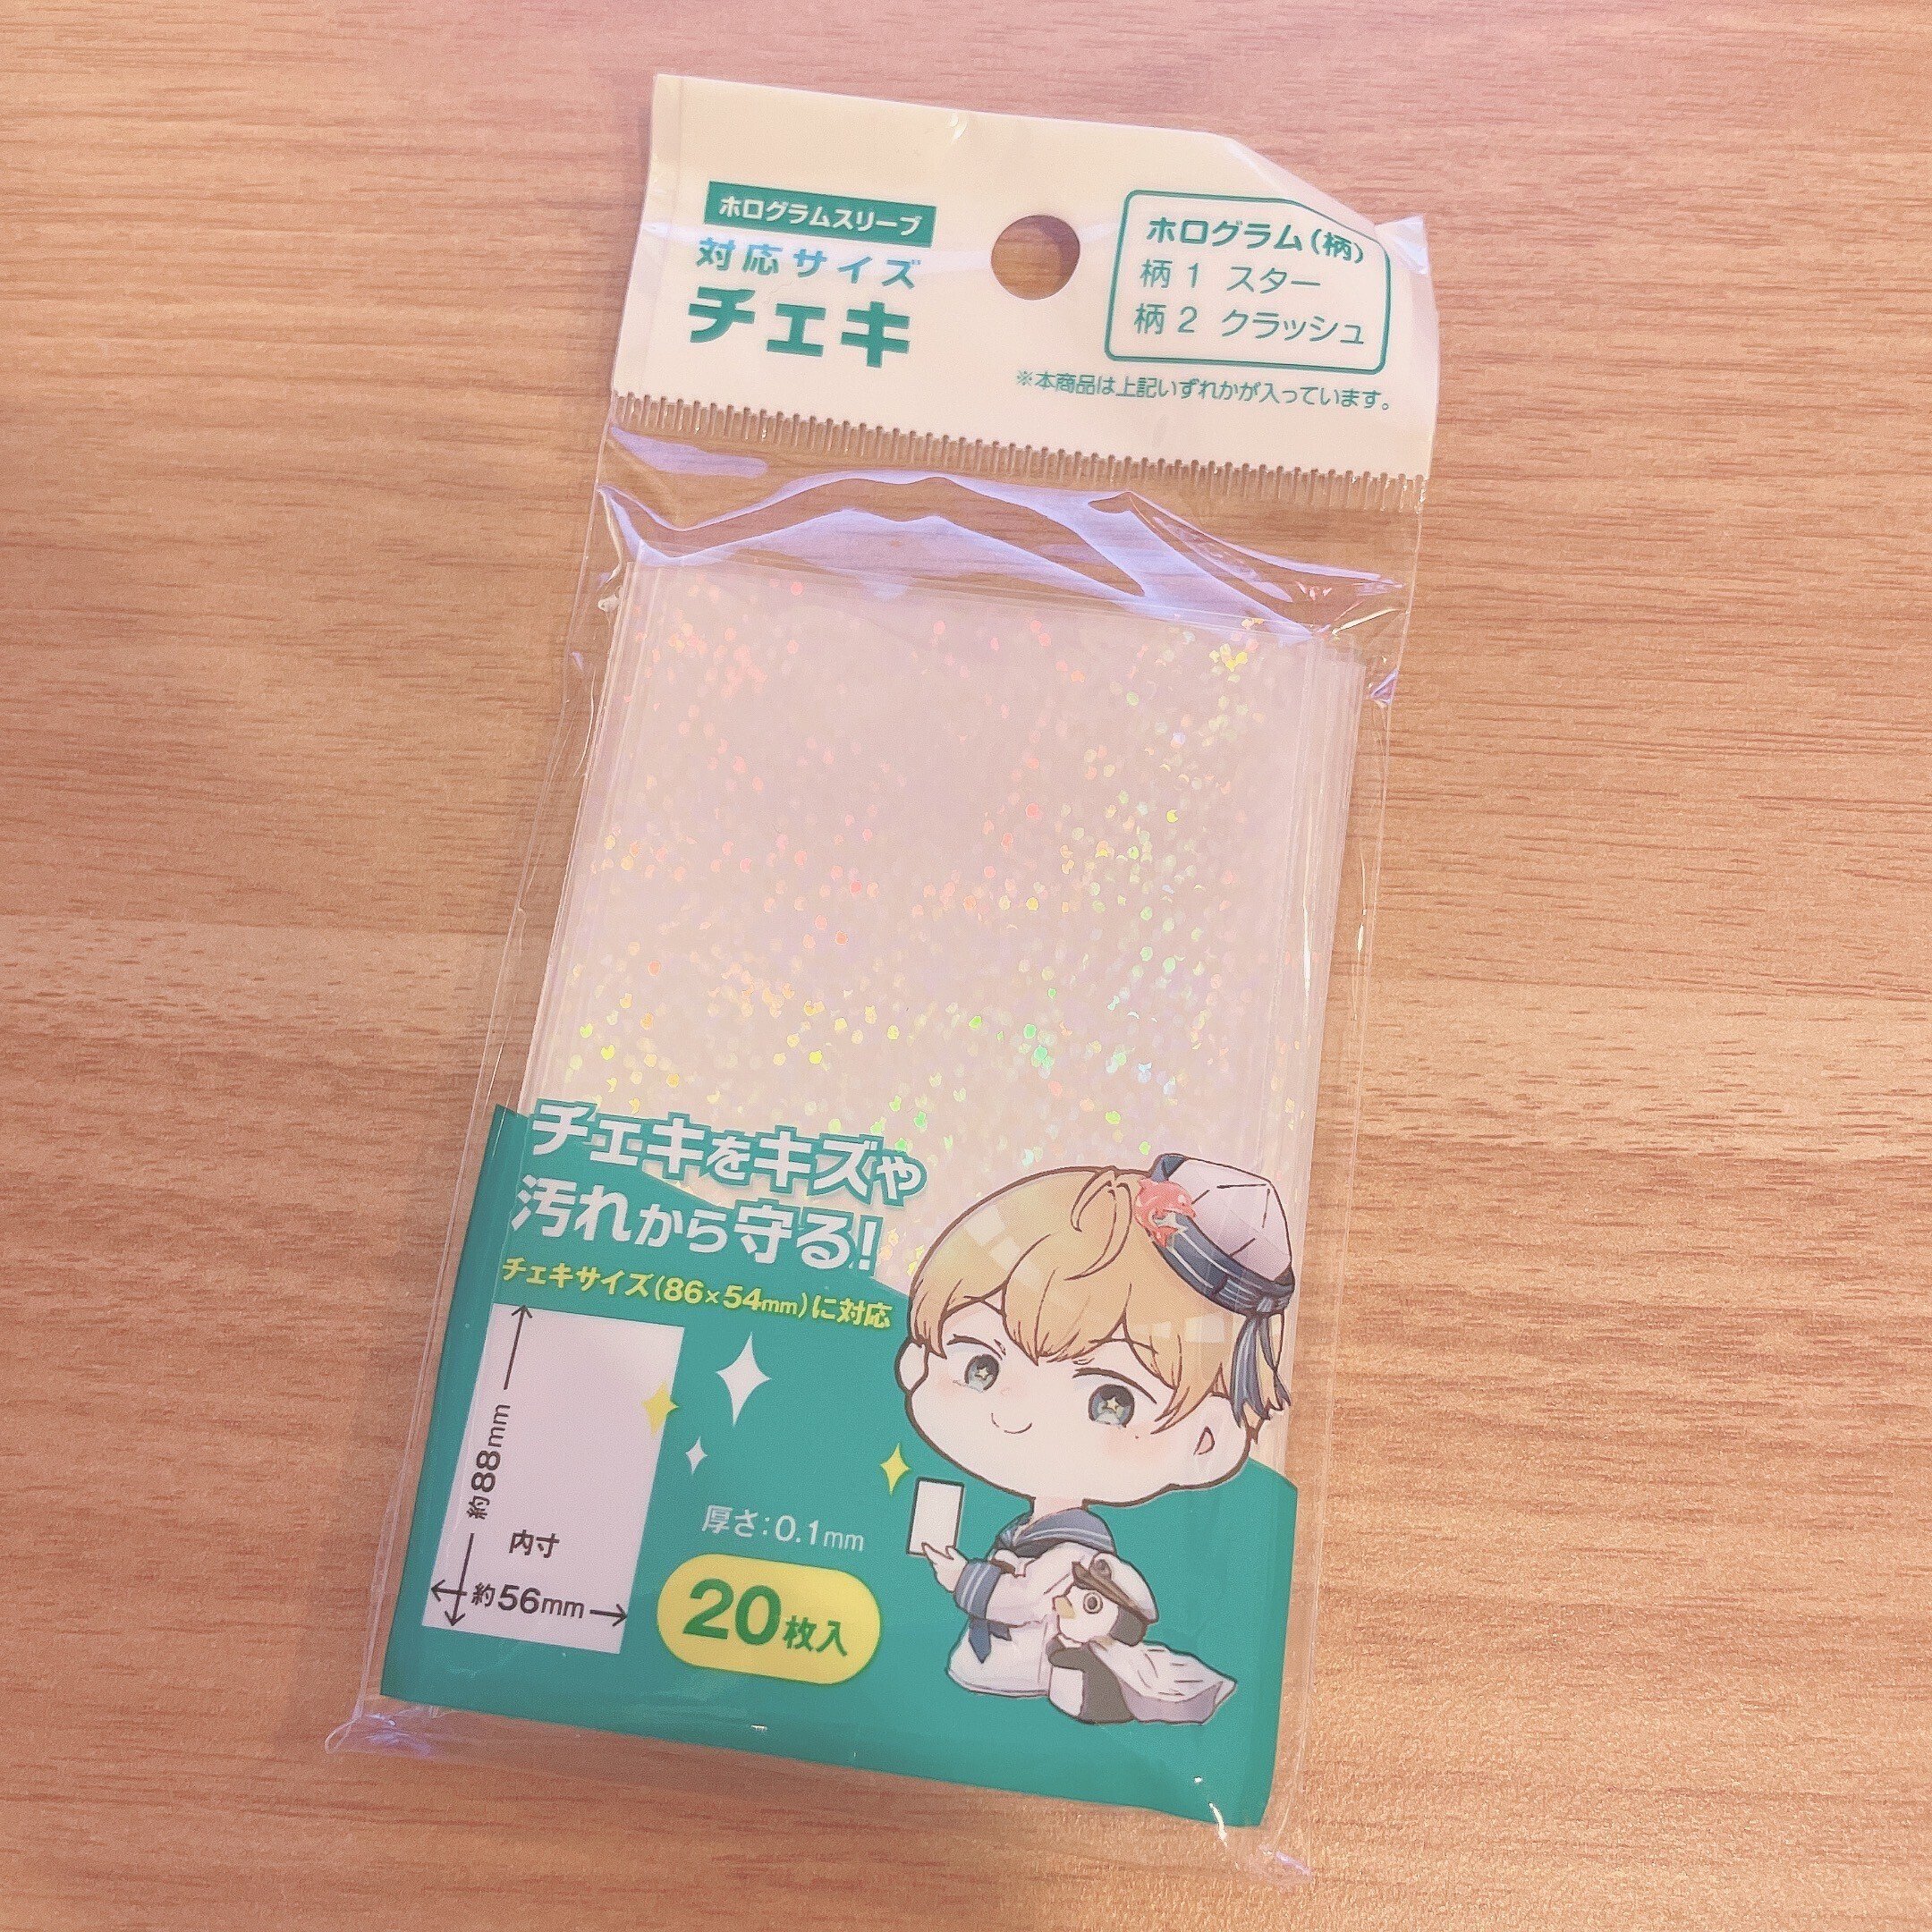 ホログラムスリーブ
対応サイズ
チェキ
ホログラム(柄)
柄1 スター
柄2 クラッシュ
※本商品は上記いずれかが入っています。
チェキをキズや
汚れから守る!
チェキサイズ(86×54mm)に対応
約88mm
内寸
約56mm
厚さ:0.1mm
20枚入